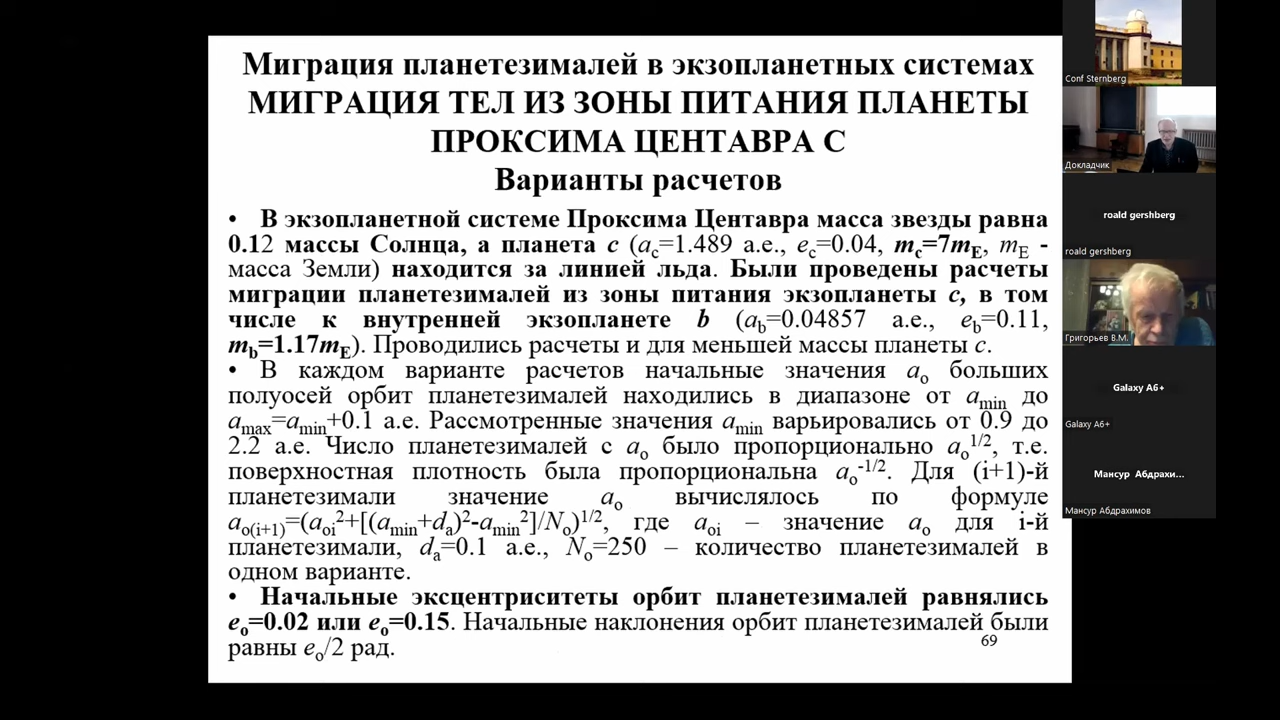 Миграция планетезималей в экзопланетных системах
МИГРАЦИЯ ТЕЛ ИЗ ЗОНЫ ПИТАНИЯ ПЛАНЕТЫ
ПРОКСИМА ЦЕНТАВРА С
Варианты расчетов
• В экзопланетной системе Проксима Центавра масса звезды равна
0.12 массы Солнца, а планета c (ac=1.489 а.е., ec=0.04, mc=7mE, mE -
масса Земли) находится за линией льда. Были проведены расчеты
миграции планетезималей из зоны питания экзопланеты c, в том
числе к внутренней экзопланете b (ab=0.04857 а.е., eb=0.11,
mb=1.17mE). Проводились расчеты и для меньшей массы планеты c.
• В каждом варианте расчетов начальные значения ao больших
полуосей орбит планетезималей находились в диапазоне от amin до
amax=amin+0.1 а.е. Рассмотренные значения amin варьировались от 0.9 до
2.2 а.е. Число планетезималей с ao было пропорционально ao^1/2, т.е.
поверхностная плотность была пропорциональна ao^-1/2. Для (i+1)-й
планетезимали значение ao вычислялось по формуле
ao(i+1)=(aoi^2+[(amin+da)^2-amin^2]/No)^1/2, где aoi – значение ao для i-й
планетезимали, da=0.1 а.е., No=250 – количество планетезималей в
одном варианте.
• Начальные эксцентриситеты орбит планетезималей равнялись
eo=0.02 или eo=0.15. Начальные наклонения орбит планетезималей были
равны eo/2 рад.
69
Conf Sternberg
Докладчик
roald gershberg
roald gershberg
Григорьев В.М.
Galaxy A6+
Galaxy A6+
Мансур Абдрахи...
Мансур Абдрахимов